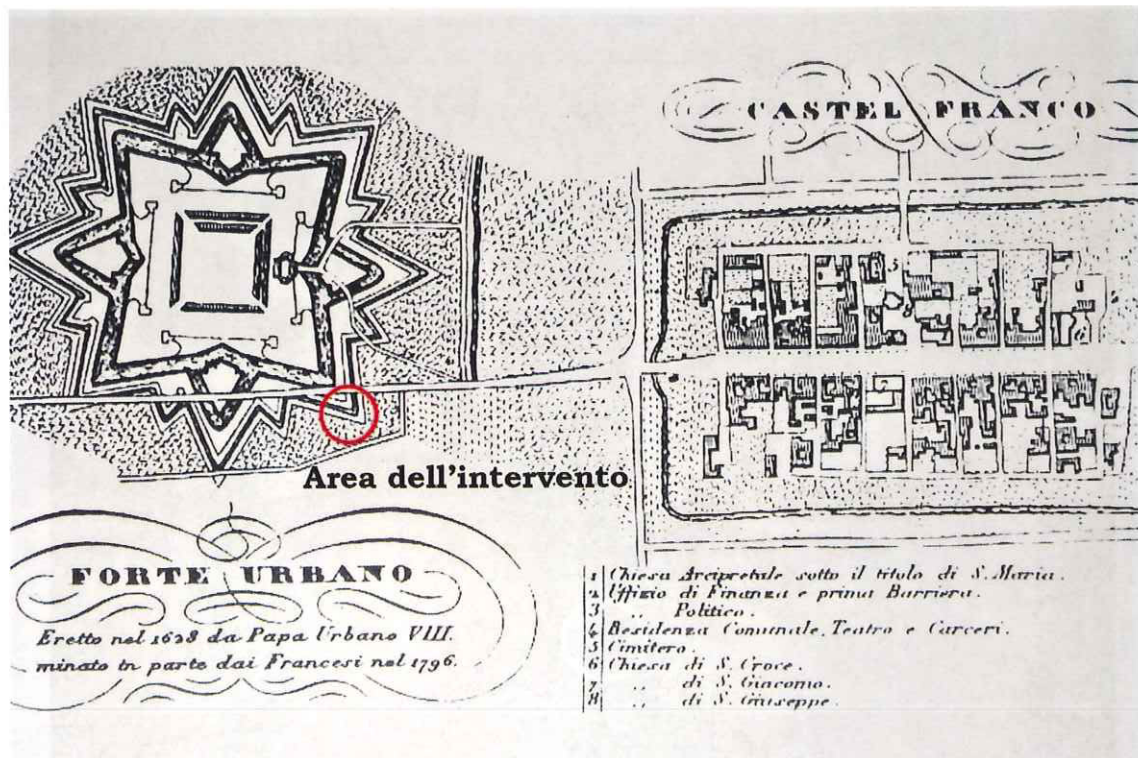 CASTEL FRANCO
5
Area dell'intervento
FORTE URBANO
Eretto nel 1628 da Papa Urbano VIII.
minato in parte dai Francesi nel 1796.
1 Chiesa Arcipretale sotto il titolo di S. Maria.
2 Uffizio di Finanza e prima Barriera.
3 ,, Politico.
4 Residenza Comunale, Teatro e Carceri.
5 Cimitero.
6 Chiesa di S. Croce.
7 ,, di S. Giacomo.
8 ,, di S. Giuseppe.